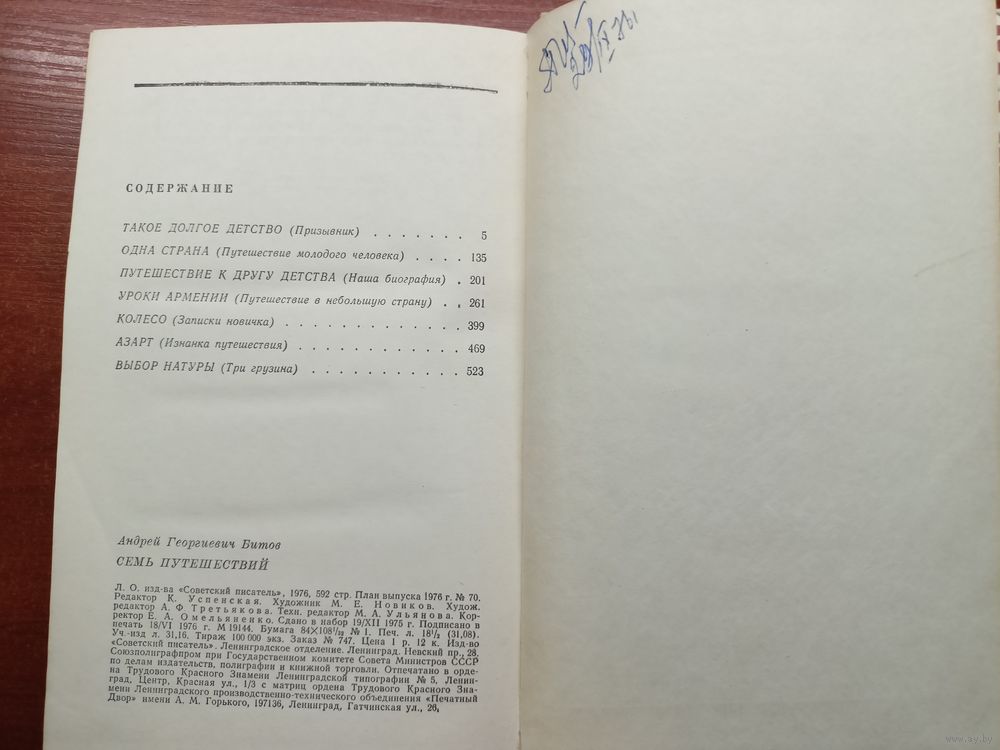 СОДЕРЖАНИЕ
ТАКОЕ ДОЛГОЕ ДЕТСТВО (Призывник) . . . . . . . 5
ОДНА СТРАНА (Путешествие молодого человека) . . . . 135
ПУТЕШЕСТВИЕ К ДРУГУ ДЕТСТВА (Наша биография) . 201
УРОКИ АРМЕНИИ (Путешествие в небольшую страну) . . 261
КОЛЕСО (Записки новичка) . . . . . . . . . . . . . 399
АЗАРТ (Изнанка путешествия) . . . . . . . . . . . . 469
ВЫБОР НАТУРЫ (Три грузина) . . . . . . . . . . . 523
Андрей Георгиевич Битов
СЕМЬ ПУТЕШЕСТВИЙ
Л. О. изд-ва «Советский писатель», 1976, 592 стр. План выпуска 1976 г. № 70.
Редактор К. Успенская. Художник М. Е. Новиков. Худож.
редактор А. Ф. Третьякова. Техн. редактор М. А. Ульянова. Кор-
ректор Е. А. Омельяненко. Сдано в набор 19/XII 1975 г. Подписано в
печать 18/VI 1976 г. М 19144. Бумага 84×108¹/₃₂ № 1. Печ. л. 18¹/₂ (31,08).
Уч.-изд л. 31,16. Тираж 100 000 экз. Заказ № 747. Цена 1 р. 12 к. Изд-во
«Советский писатель». Ленинградское отделение. Ленинград. Невский пр., 28.
Союзполиграфпром при Государственном комитете Совета Министров СССР
по делам издательств, полиграфии и книжной торговли. Отпечатано в орде-
на Трудового Красного Знамени Ленинградской типографии № 5, Ленин-
град, Центр, Красная ул., 1/3 с матриц ордена Трудового Красного Зна-
мени Ленинградского производственно-технического объединения «Печатный
Двор» имени А. М. Горького, 197136, Ленинград, Гатчинская ул., 26.
www.ay.by